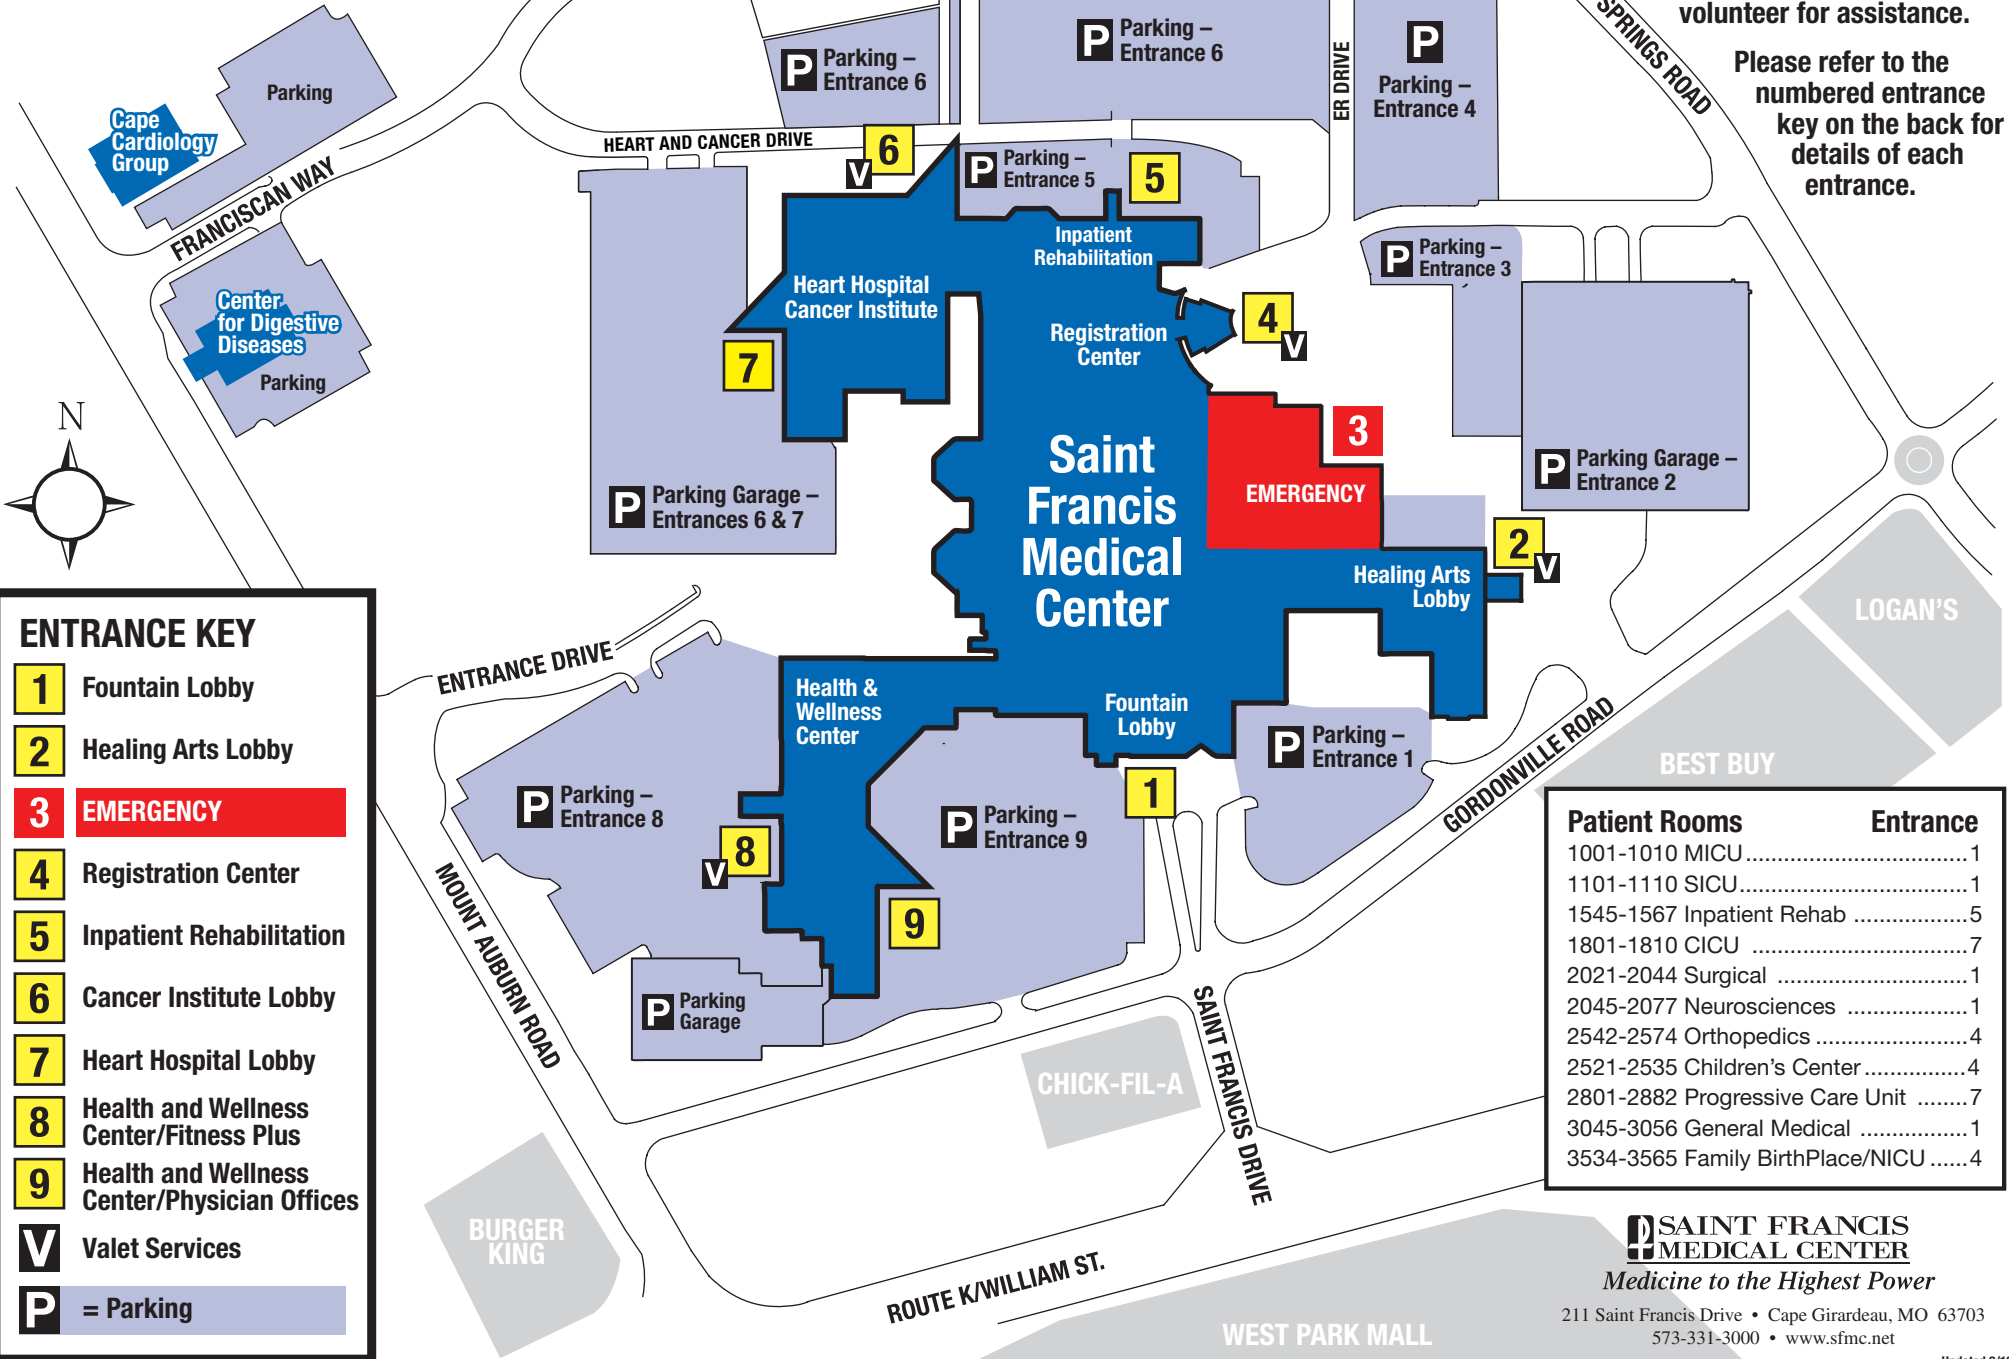 volunteer for assistance.
Please refer to the
numbered entrance
key on the back for
details of each
entrance.
SPRINGS ROAD
P Parking –
Entrance 6
P Parking –
Entrance 6
ER DRIVE
P
Parking –
Entrance 4
Parking
Cape
Cardiology
Group
FRANCISCAN WAY
HEART AND CANCER DRIVE
6
V
P Parking –
Entrance 5
5
Inpatient
Rehabilitation
P Parking –
Entrance 3
Center
for Digestive
Diseases
Parking
Heart Hospital
Cancer Institute
Registration
Center
4
V
7
N
3
EMERGENCY
Saint
Francis
Medical
Center
P Parking Garage –
Entrances 6 & 7
P Parking Garage –
Entrance 2
2
V
Healing Arts
Lobby
LOGAN'S
ENTRANCE DRIVE
Health &
Wellness
Center
Fountain
Lobby
P Parking –
Entrance 1
GORDONVILLE ROAD
BEST BUY
P Parking –
Entrance 8
8
V
P Parking –
Entrance 9
1
9
MOUNT AUBURN ROAD
P Parking
Garage
SAINT FRANCIS DRIVE
CHICK-FIL-A
BURGER
KING
ROUTE K/WILLIAM ST.
WEST PARK MALL
ENTRANCE KEY
1 Fountain Lobby
2 Healing Arts Lobby
3 EMERGENCY
4 Registration Center
5 Inpatient Rehabilitation
6 Cancer Institute Lobby
7 Heart Hospital Lobby
8 Health and Wellness
Center/Fitness Plus
9 Health and Wellness
Center/Physician Offices
V Valet Services
P = Parking
Patient Rooms Entrance
1001-1010 MICU.................................1
1101-1110 SICU..................................1
1545-1567 Inpatient Rehab .................5
1801-1810 CICU ................................7
2021-2044 Surgical ............................1
2045-2077 Neurosciences ..................1
2542-2574 Orthopedics ......................4
2521-2535 Children's Center...............4
2801-2882 Progressive Care Unit ........7
3045-3056 General Medical ................1
3534-3565 Family BirthPlace/NICU ......4
SAINT FRANCIS
MEDICAL CENTER
Medicine to the Highest Power
211 Saint Francis Drive • Cape Girardeau, MO 63703
573-331-3000 • www.sfmc.net